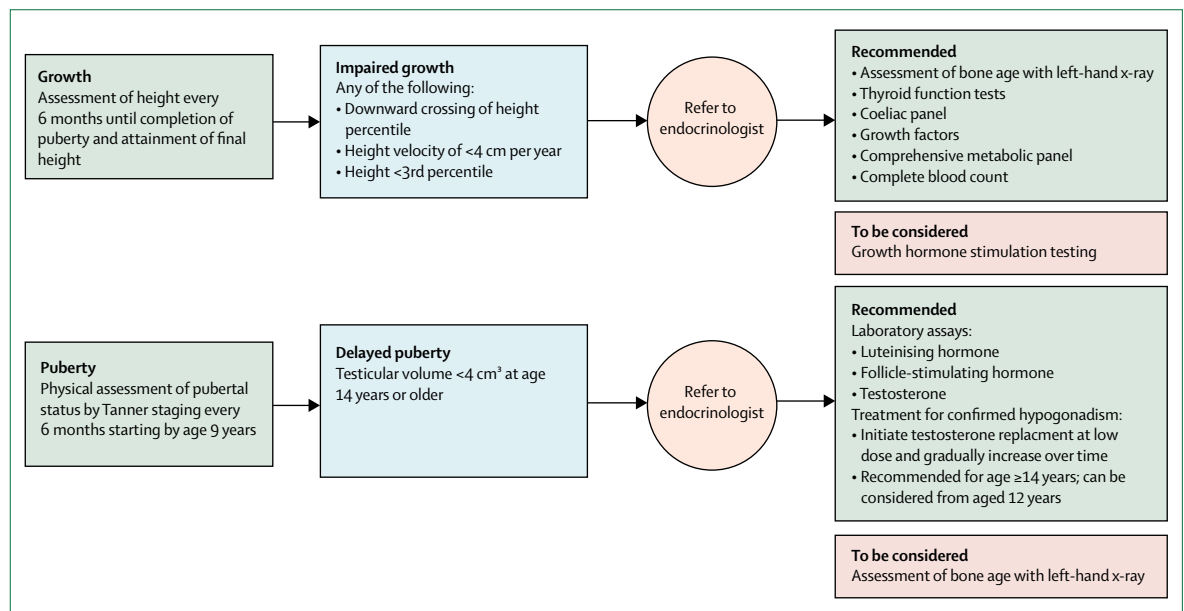 Growth
Assessment of height every
6 months until completion of
puberty and attainment of final
height
Impaired growth
Any of the following:
• Downward crossing of height
percentile
• Height velocity of <4 cm per year
• Height <3rd percentile
Refer to
endocrinologist
Recommended
• Assessment of bone age with left-hand x-ray
• Thyroid function tests
• Coeliac panel
• Growth factors
• Comprehensive metabolic panel
• Complete blood count
To be considered
Growth hormone stimulation testing
Puberty
Physical assessment of pubertal
status by Tanner staging every
6 months starting by age 9 years
Delayed puberty
Testicular volume <4 cm³ at age
14 years or older
Refer to
endocrinologist
Recommended
Laboratory assays:
• Luteinising hormone
• Follicle-stimulating hormone
• Testosterone
Treatment for confirmed hypogonadism:
• Initiate testosterone replacment at low
dose and gradually increase over time
• Recommended for age ≥14 years; can be
considered from aged 12 years
To be considered
Assessment of bone age with left-hand x-ray